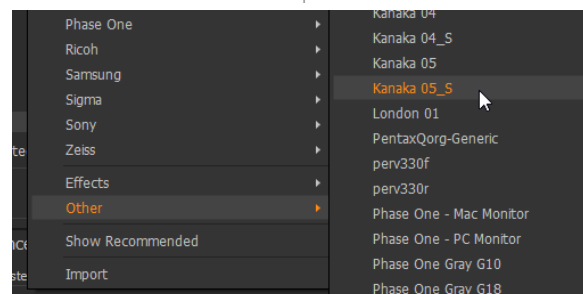 Phase One
Ricoh
Samsung
Sigma
Sony
Zeiss
Effects
Other
Show Recommended
Import
Kanaka 04
Kanaka 04_S
Kanaka 05
Kanaka 05_S
London 01
PentaxQorg-Generic
perv330f
perv330r
Phase One - Mac Monitor
Phase One - PC Monitor
Phase One Gray G10
Phase One Gray G18